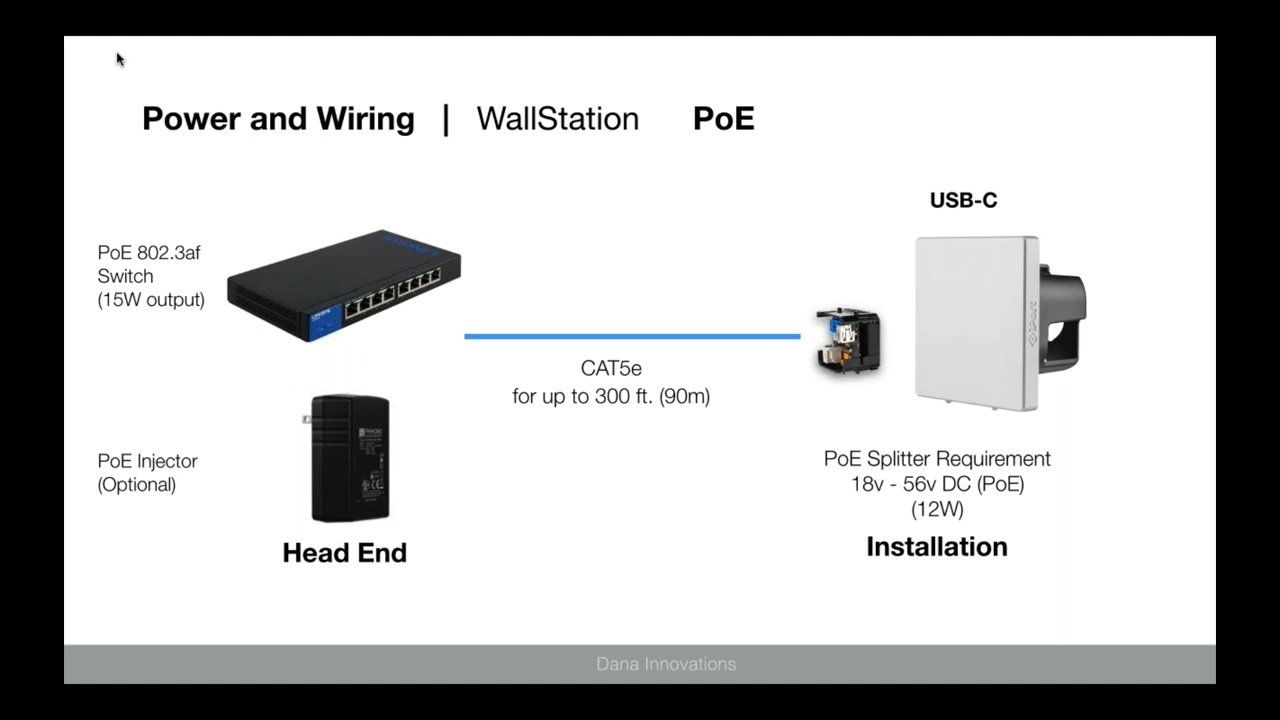 Power and Wiring | WallStation PoE
USB-C
PoE 802.3af
Switch
(15W output)
CAT5e
for up to 300 ft. (90m)
PoE Injector
(Optional)
PoE Splitter Requirement
18v - 56v DC (PoE)
(12W)
Head End
Installation
Dana Innovations